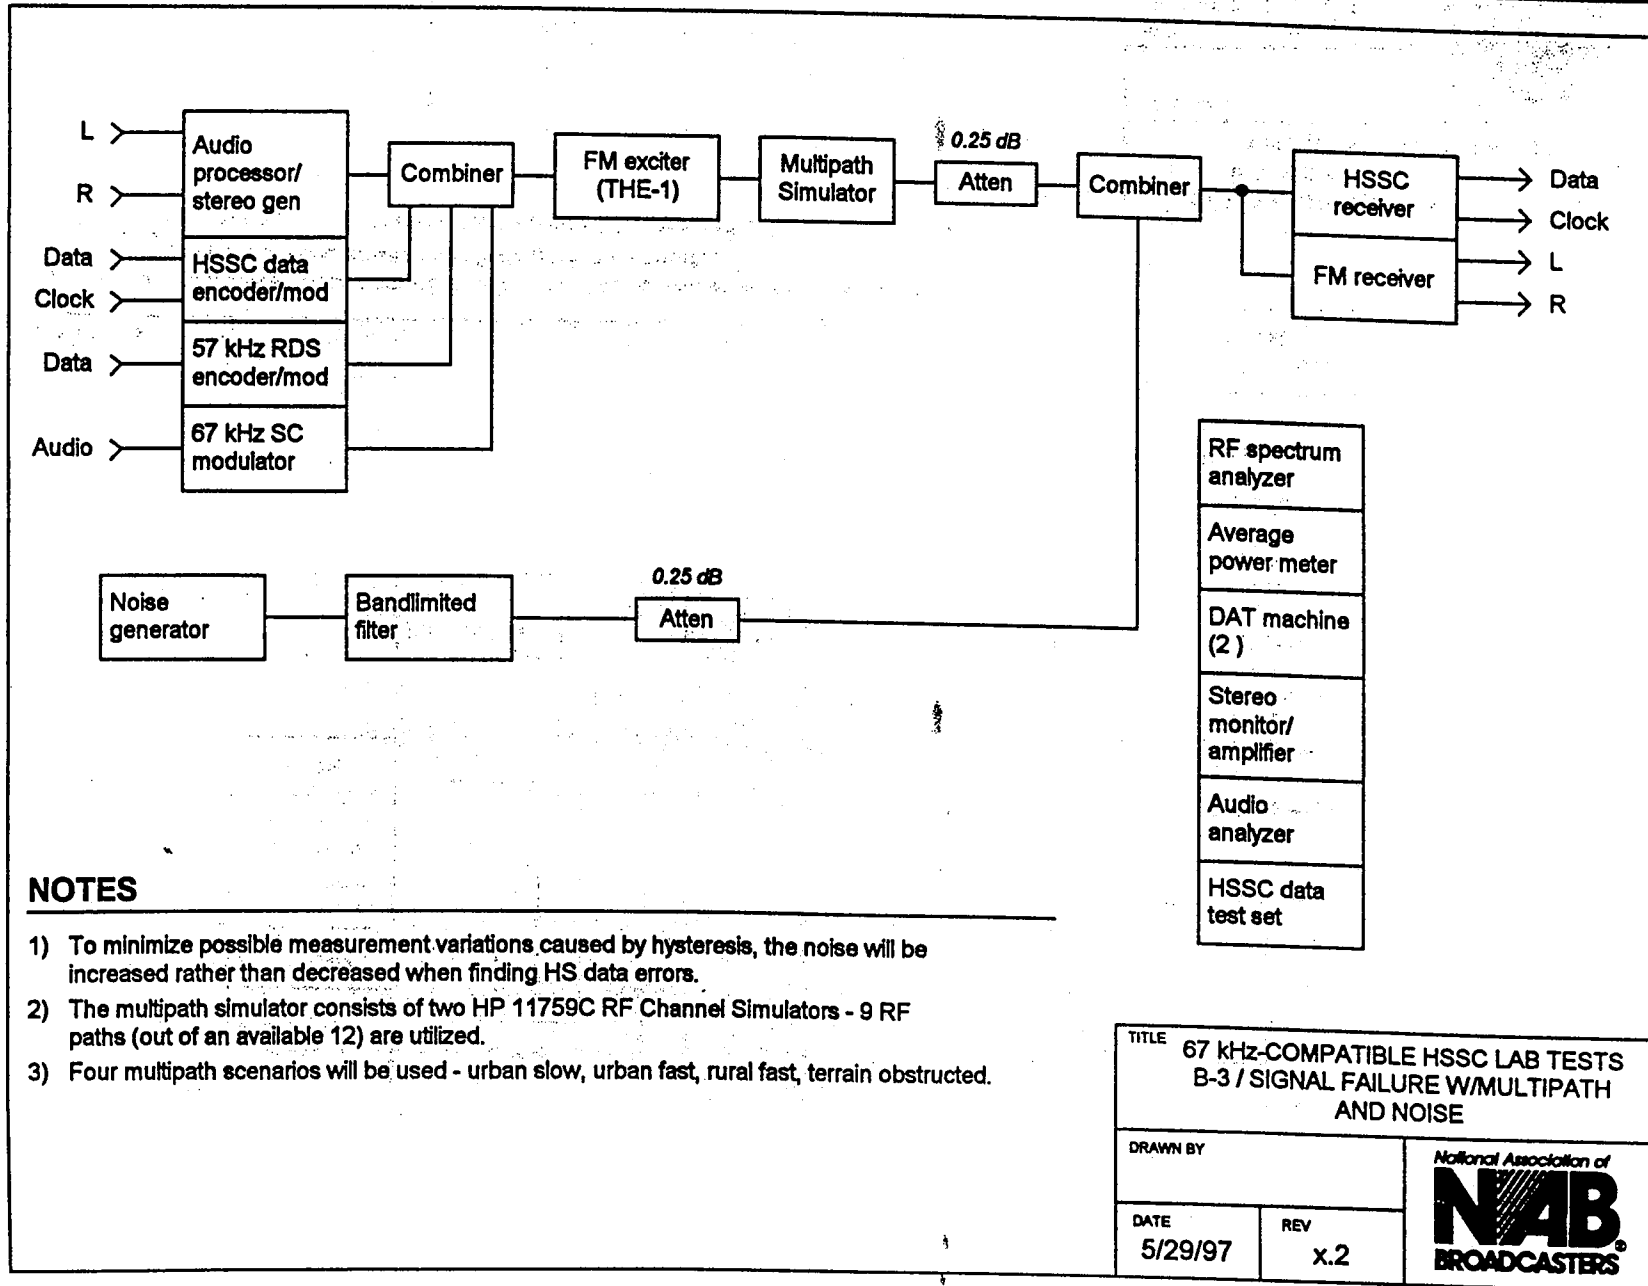 L
R
Data
Clock
Data
Audio
Audio
processor/
stereo gen
HSSC data
encoder/mod
57 kHz RDS
encoder/mod
67 kHz SC
modulator
Combiner
FM exciter
(THE-1)
Multipath
Simulator
0.25 dB
Atten
Combiner
HSSC
receiver
FM receiver
Data
Clock
L
R
Noise
generator
Bandlimited
filter
0.25 dB
Atten
RF spectrum
analyzer
Average
power meter
DAT machine
(2 )
Stereo
monitor/
amplifier
Audio
analyzer
HSSC data
test set
NOTES
1) To minimize possible measurement variations caused by hysteresis, the noise will be
increased rather than decreased when finding HS data errors.
2) The multipath simulator consists of two HP 11759C RF Channel Simulators - 9 RF
paths (out of an available 12) are utilized.
3) Four multipath scenarios will be used - urban slow, urban fast, rural fast, terrain obstructed.
TITLE 67 kHz-COMPATIBLE HSSC LAB TESTS
B-3 / SIGNAL FAILURE W/MULTIPATH
AND NOISE
DRAWN BY
DATE
5/29/97
REV
x.2
National Association of
NAB
BROADCASTERS®